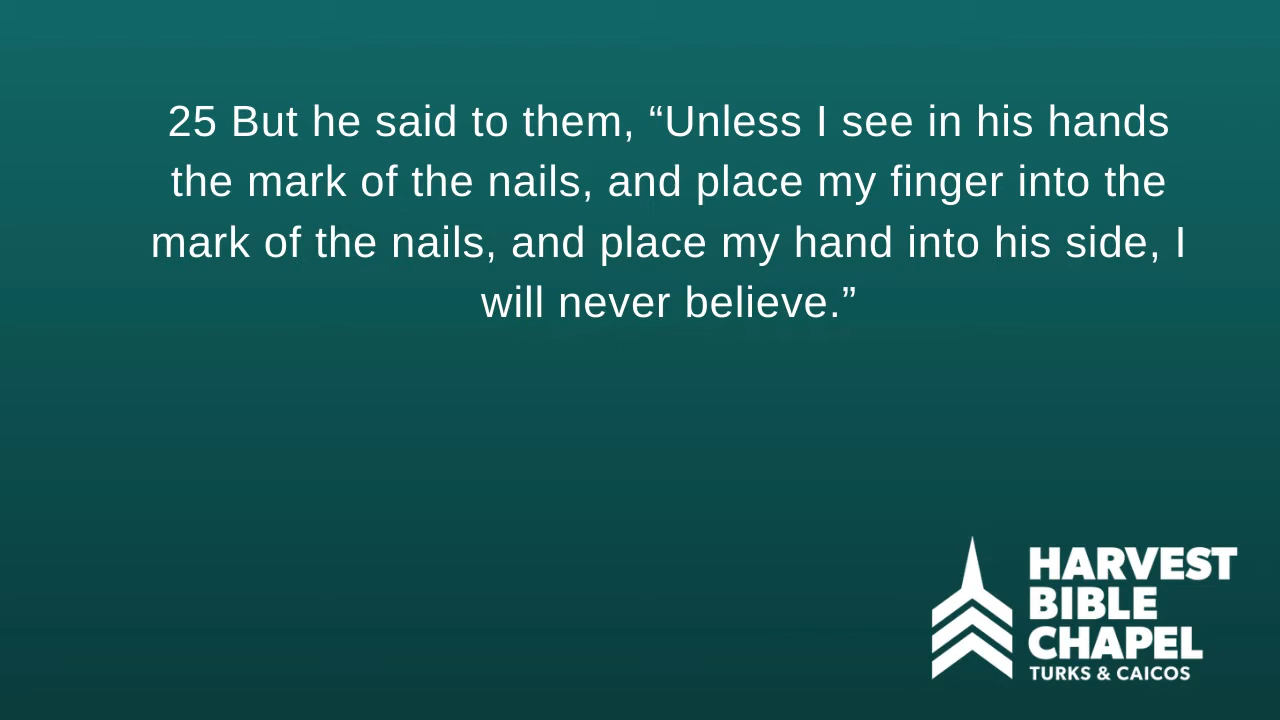 25 But he said to them, “Unless I see in his hands
the mark of the nails, and place my finger into the
mark of the nails, and place my hand into his side, I
will never believe.”
HARVEST
BIBLE
CHAPEL
TURKS & CAICOS